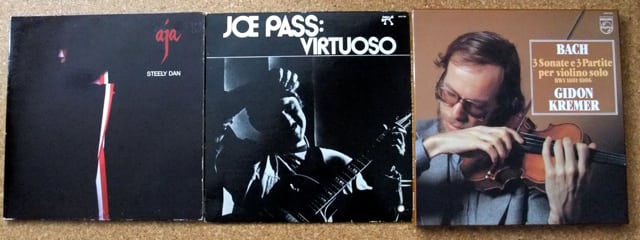 aja
STEELY DAN
JOE PASS:
VIRTUOSO
PHILIPS
BACH
3 Sonate e 3 Partite
per violino solo
BWV 1001-1006
GIDON
KREMER